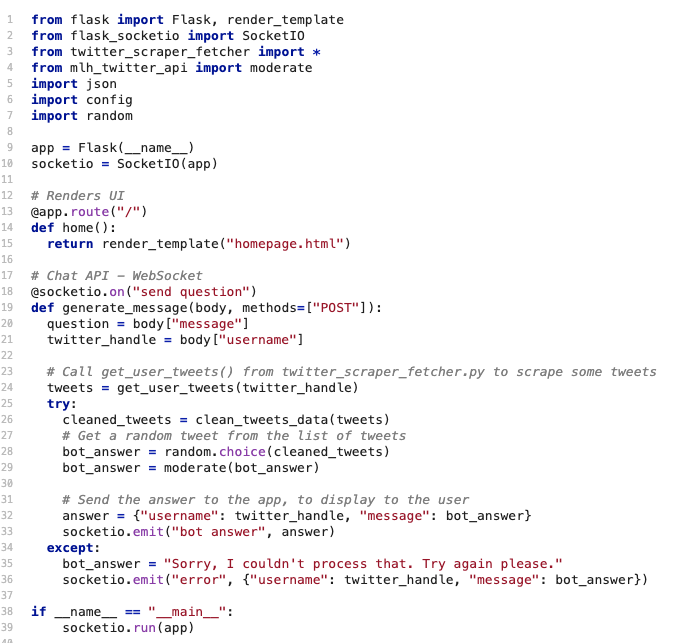 1 from flask import Flask, render_template
2 from flask_socketio import SocketIO
3 from twitter_scraper_fetcher import *
4 from mlh_twitter_api import moderate
5 import json
6 import config
7 import random
8
9 app = Flask(__name__)
10 socketio = SocketIO(app)
11
12 # Renders UI
13 @app.route("/")
14 def home():
15   return render_template("homepage.html")
16
17 # Chat API – WebSocket
18 @socketio.on("send question")
19 def generate_message(body, methods=["POST"]):
20   question = body["message"]
21   twitter_handle = body["username"]
22
23   # Call get_user_tweets() from twitter_scraper_fetcher.py to scrape some tweets
24   tweets = get_user_tweets(twitter_handle)
25   try:
26     cleaned_tweets = clean_tweets_data(tweets)
27     # Get a random tweet from the list of tweets
28     bot_answer = random.choice(cleaned_tweets)
29     bot_answer = moderate(bot_answer)
30
31     # Send the answer to the app, to display to the user
32     answer = {"username": twitter_handle, "message": bot_answer}
33     socketio.emit("bot answer", answer)
34   except:
35     bot_answer = "Sorry, I couldn't process that. Try again please."
36     socketio.emit("error", {"username": twitter_handle, "message": bot_answer})
37
38 if __name__ == "__main__":
39     socketio.run(app)